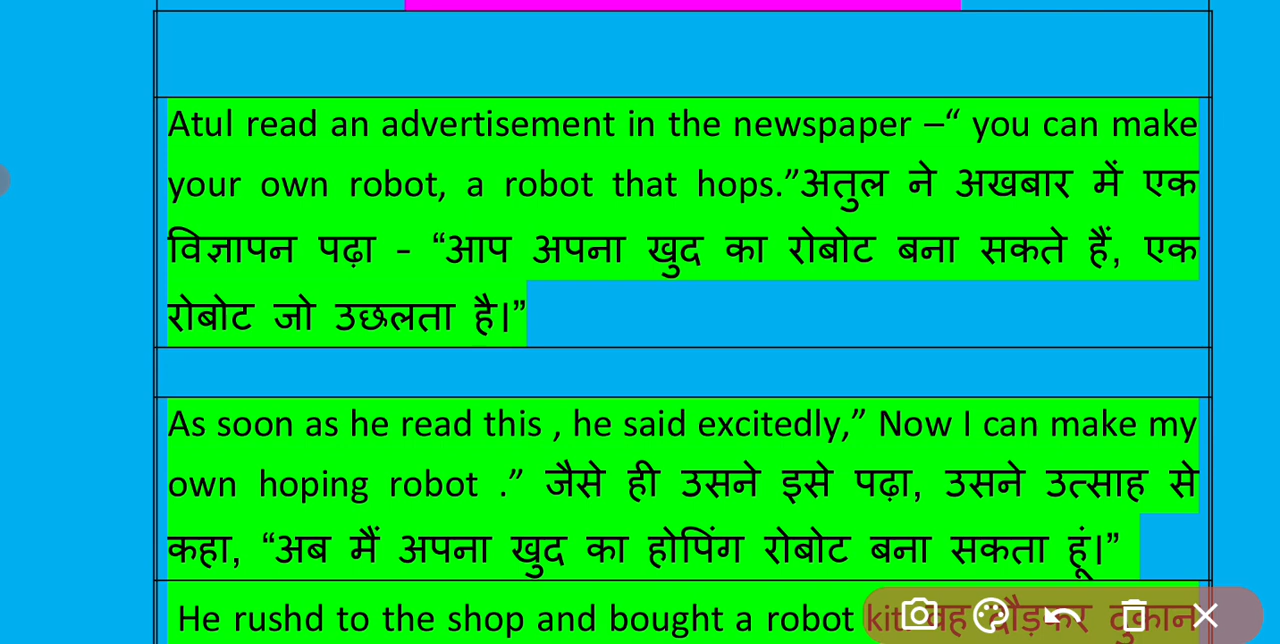 Atul read an advertisement in the newspaper –“ you can make
your own robot, a robot that hops.”अतुल ने अखबार में एक
विज्ञापन पढ़ा - “आप अपना खुद का रोबोट बना सकते हैं, एक
रोबोट जो उछलता है।”
As soon as he read this , he said excitedly,” Now I can make my
own hoping robot .” जैसे ही उसने इसे पढ़ा, उसने उत्साह से
कहा, “अब मैं अपना खुद का होपिंग रोबोट बना सकता हूं।”
He rushd to the shop and bought a robot kit वह दौड़कर दुकान